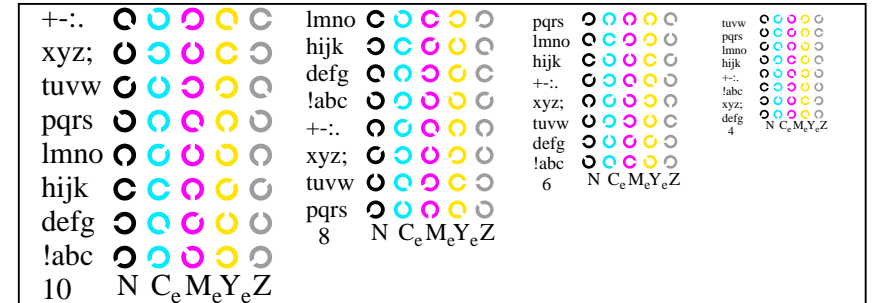 +-:.
xyz;
tuvw
pqrs
lmno
hijk
defg
!abc
10 N CeMeYeZ
lmno
hijk
defg
!abc
+-:.
xyz;
tuvw
pqrs
8 N CeMeYeZ
pqrs
lmno
hijk
+-:.
xyz;
tuvw
defg
!abc
6 N CeMeYeZ
tuvw
pqrs
lmno
hijk
+-:.
!abc
xyz;
defg
4 N CeMeYeZ